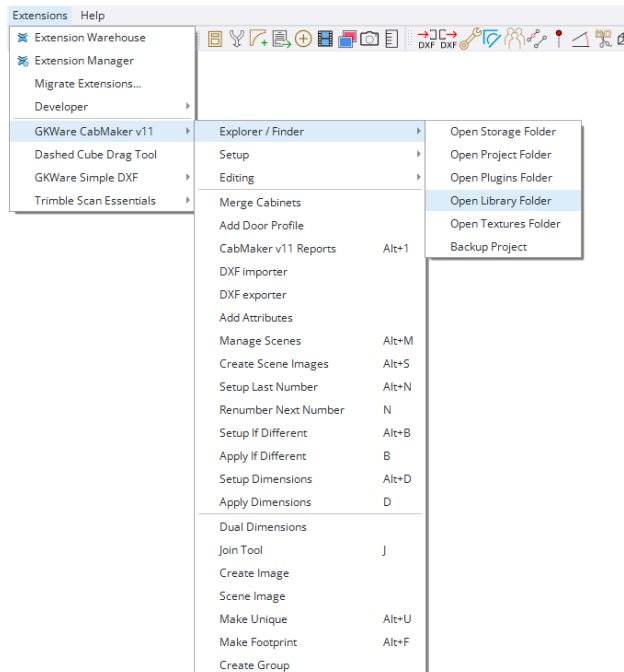 Extensions Help
Extension Warehouse
Extension Manager
Migrate Extensions...
Developer
GKWare CabMaker v11
Dashed Cube Drag Tool
GKWare Simple DXF
Trimble Scan Essentials
DXF DXF
Explorer / Finder
Setup
Editing
Merge Cabinets
Add Door Profile
CabMaker v11 Reports Alt+1
DXF importer
DXF exporter
Add Attributes
Manage Scenes Alt+M
Create Scene Images Alt+S
Setup Last Number Alt+N
Renumber Next Number N
Setup If Different Alt+B
Apply If Different B
Setup Dimensions Alt+D
Apply Dimensions D
Dual Dimensions
Join Tool J
Create Image
Scene Image
Make Unique Alt+U
Make Footprint Alt+F
Create Group
Open Storage Folder
Open Project Folder
Open Plugins Folder
Open Library Folder
Open Textures Folder
Backup Project